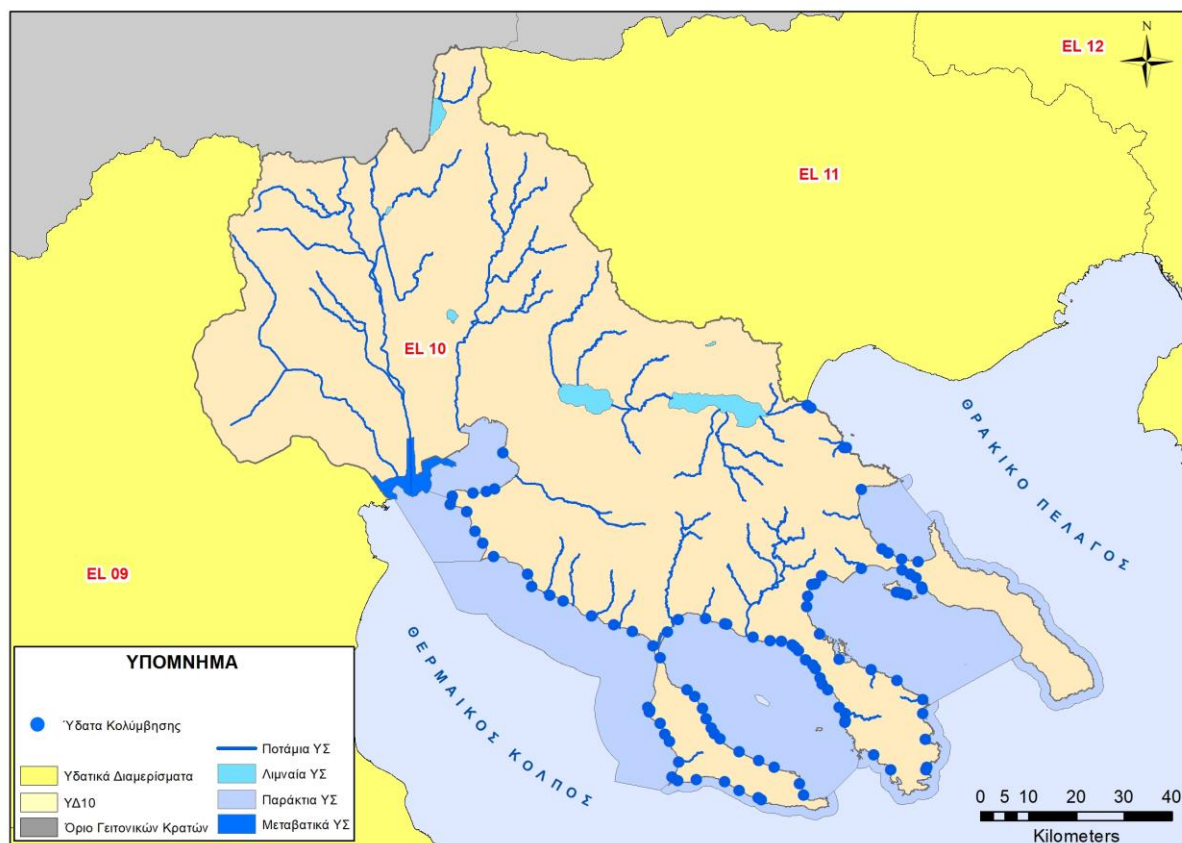 EL 12
N
EL 11
EL 10
EL 09
ΘΡΑΚΙΚΟ ΠΕΛΑΓΟΣ
ΘΕΡΜΑΙΚΟΣ ΚΟΛΠΟΣ
ΥΠΟΜΝΗΜΑ
Ύδατα Κολύμβησης
Υδατικά Διαμερίσματα
ΥΔ10
Όριο Γειτονικών Κρατών
Ποτάμια ΥΣ
Λιμναία ΥΣ
Παράκτια ΥΣ
Μεταβατικά ΥΣ
0 5 10 20 30 40
Kilometers